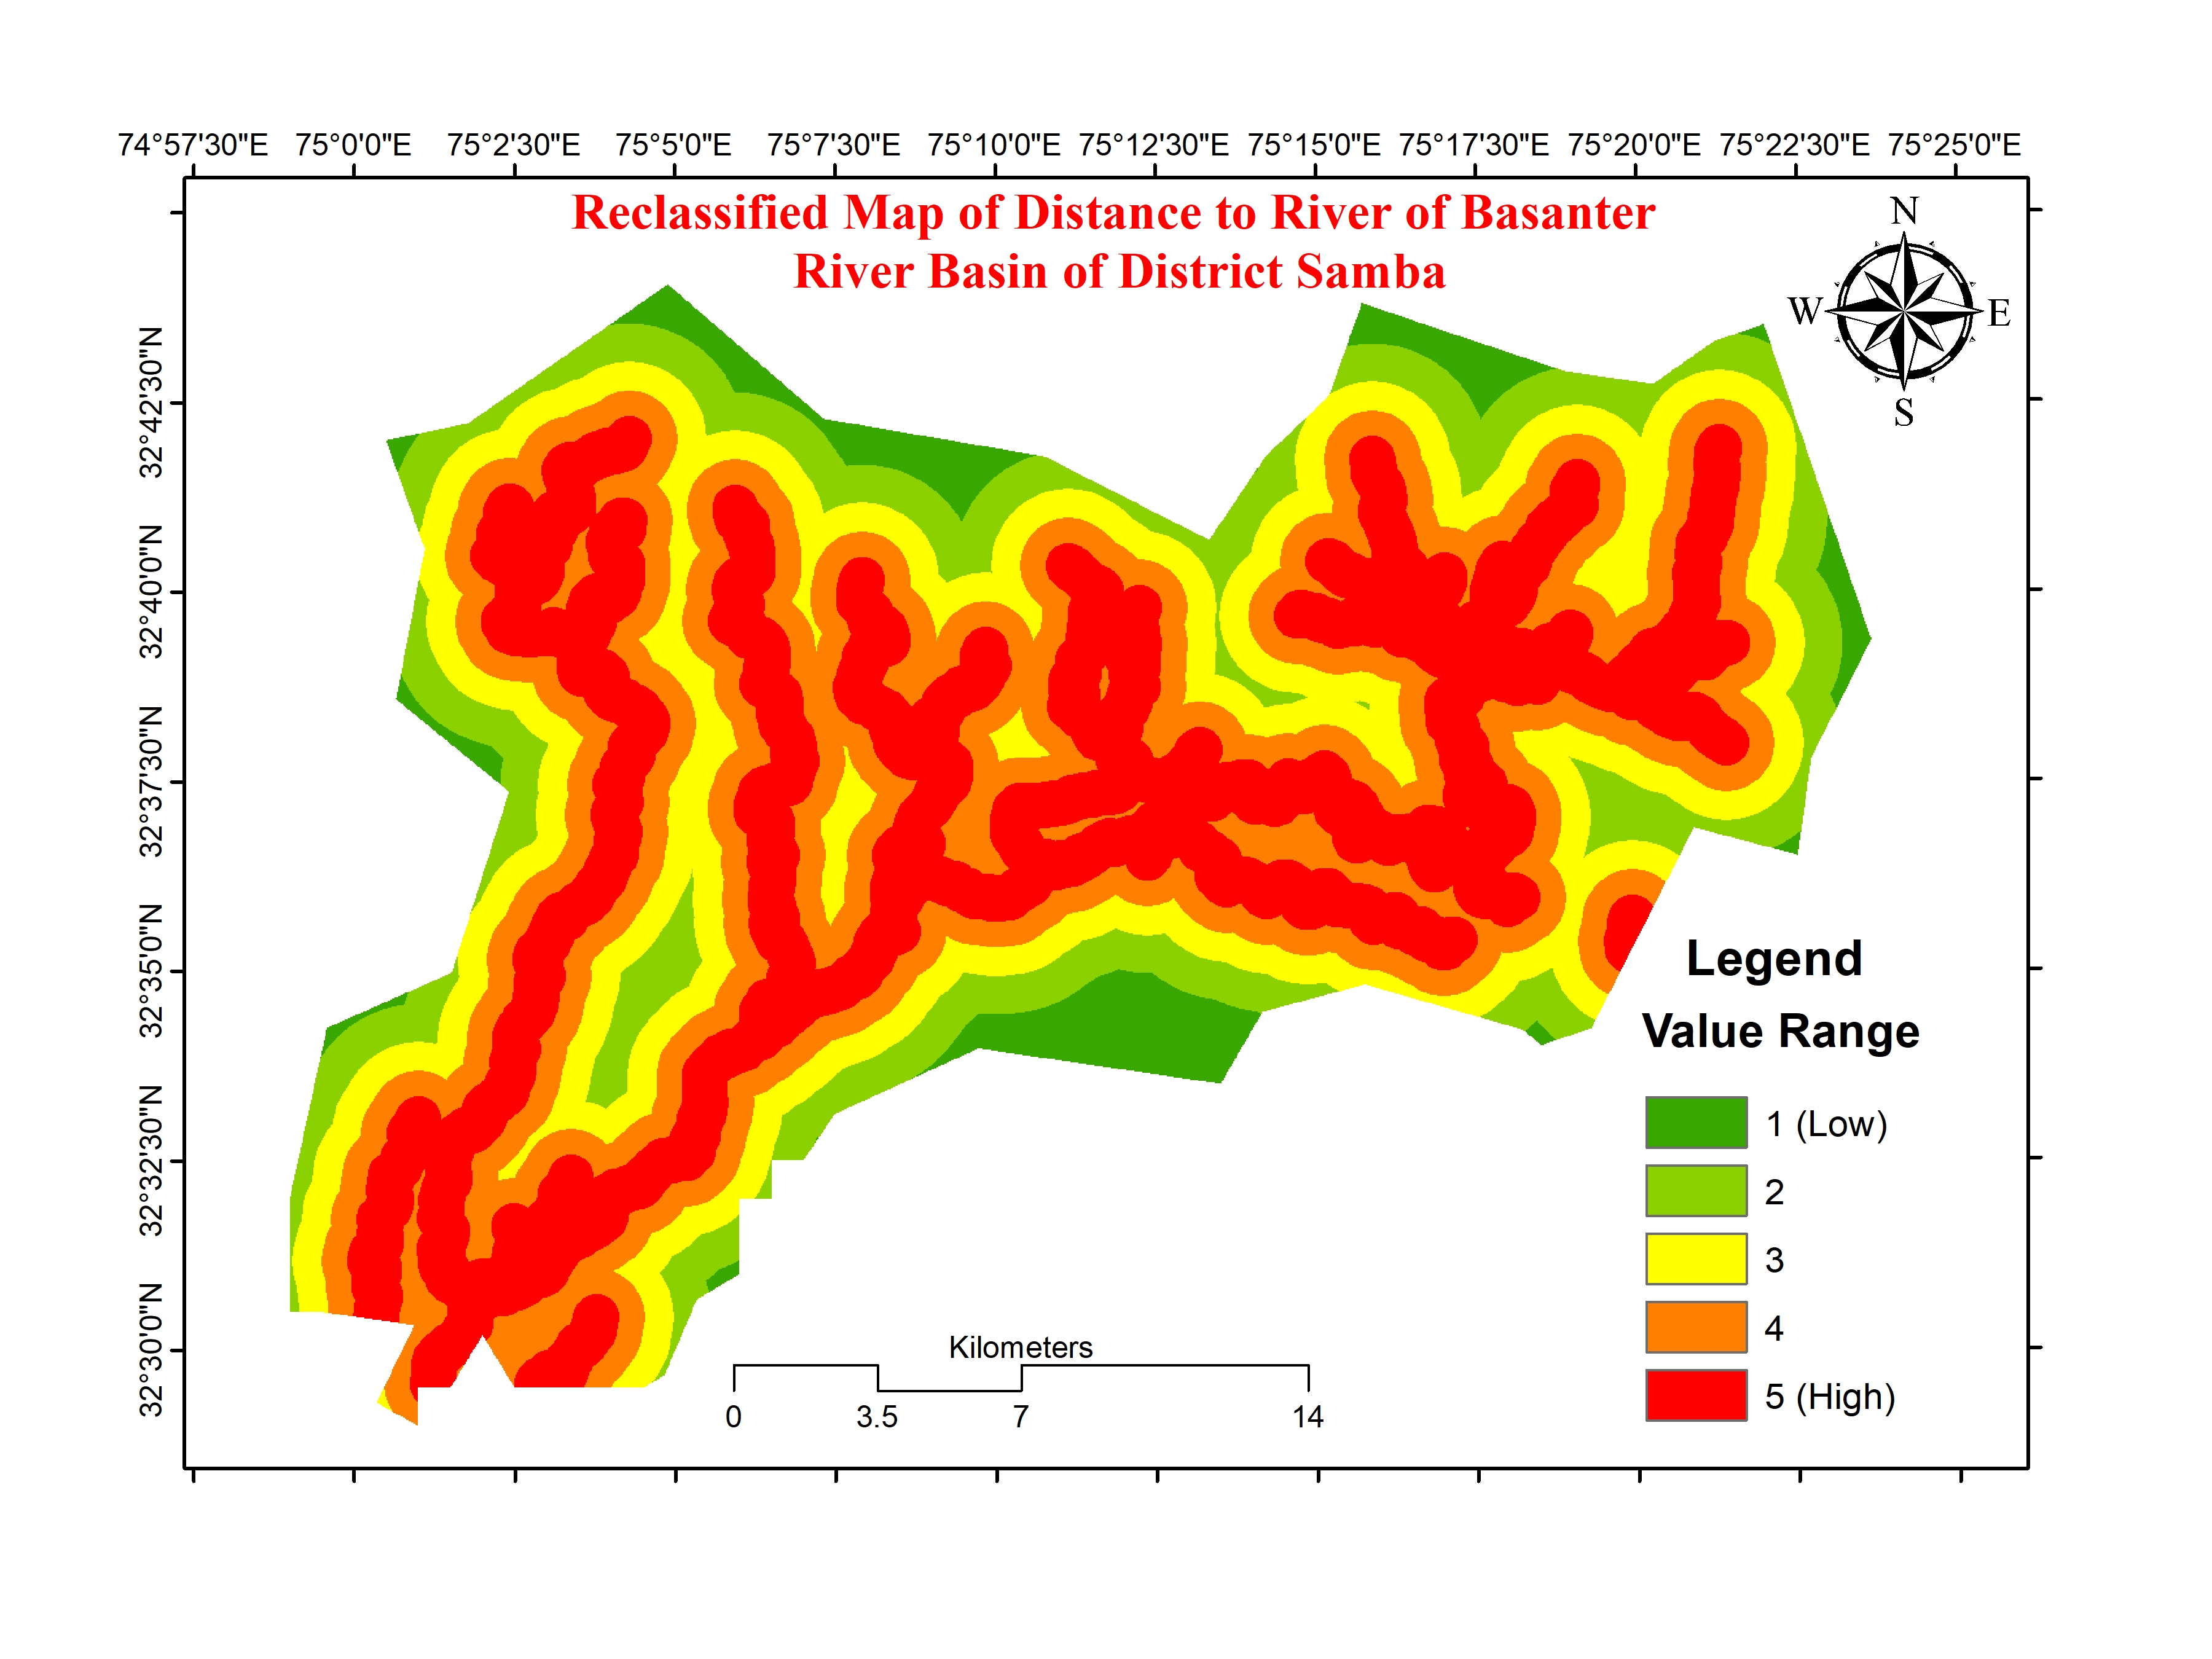 74°57'30"E 75°0'0"E 75°2'30"E 75°5'0"E 75°7'30"E 75°10'0"E 75°12'30"E 75°15'0"E 75°17'30"E 75°20'0"E 75°22'30"E 75°25'0"E
Reclassified Map of Distance to River of Basanter
River Basin of District Samba
N
W E
S
32°42'30"N
32°40'0"N
32°37'30"N
32°35'0"N
32°32'30"N
32°30'0"N
Legend
Value Range
1 (Low)
2
3
4
5 (High)
Kilometers
0 3.5 7 14